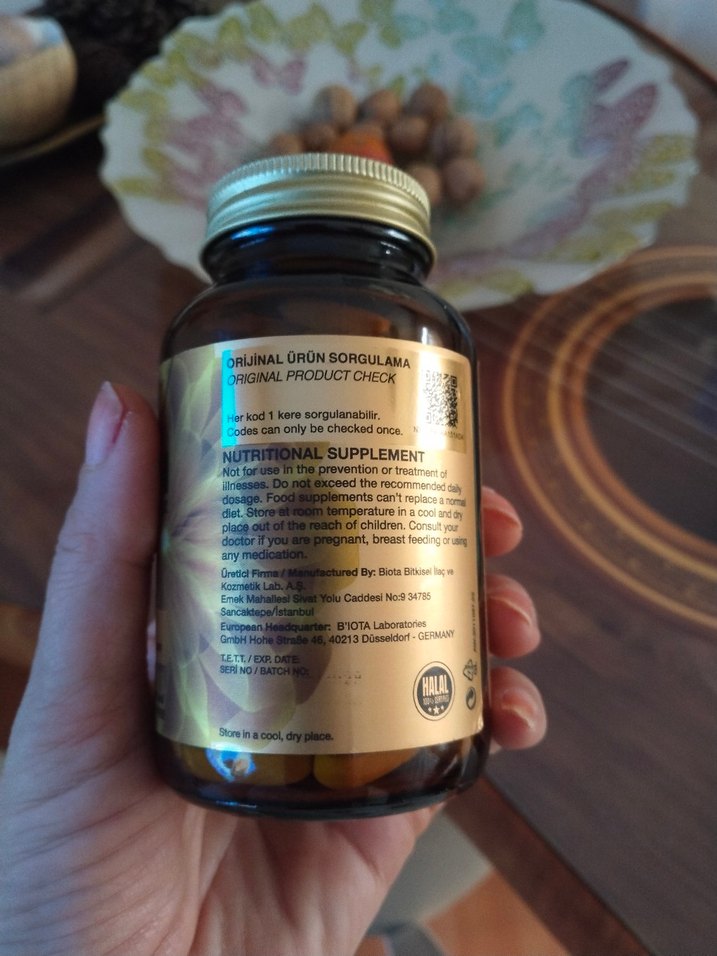 ORİJİNAL ÜRÜN SORGULAMA
ORIGINAL PRODUCT CHECK
Her kod 1 kere sorgulanabilir.
Codes can only be checked once.
NUTRITIONAL SUPPLEMENT
Not for use in the prevention or treatment of
illnesses. Do not exceed the recommended daily
dosage. Food supplements can't replace a normal
diet. Store at room temperature in a cool and dry
place out of the reach of children. Consult your
doctor if you are pregnant, breast feeding or using
any medication.
Üretici Firma / Manufactured By: Biota Bitkisel İlaç ve
Kozmetik Lab. A.Ş.
Emek Mahallesi Sivat Yolu Caddesi No:9 34785
Sancaktepe/İstanbul
European Headquarter: B'IOTA Laboratories
GmbH Hohe Straße 46, 40213 Düsseldorf - GERMANY
T.E.T.T. / EXP. DATE:
SERİ NO / BATCH NO:
HALAL
100% CERTIFIED
Store in a cool, dry place.